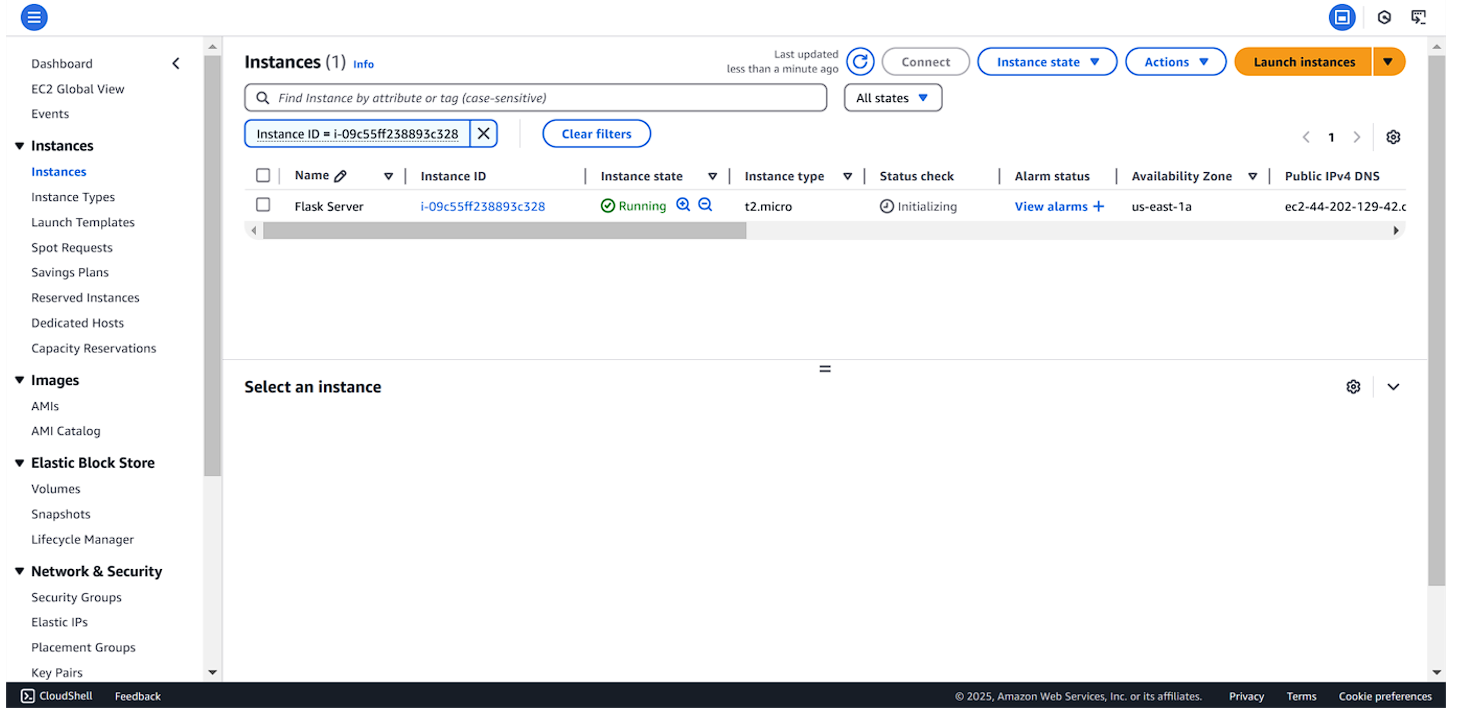 Dashboard
EC2 Global View
Events
Instances
Instances
Instance Types
Launch Templates
Spot Requests
Savings Plans
Reserved Instances
Dedicated Hosts
Capacity Reservations
Images
AMIs
AMI Catalog
Elastic Block Store
Volumes
Snapshots
Lifecycle Manager
Network & Security
Security Groups
Elastic IPs
Placement Groups
Key Pairs
Instances (1) Info
Last updated
less than a minute ago
Connect Instance state Actions Launch instances
Find Instance by attribute or tag (case-sensitive) All states
Instance ID = i-09c55ff238893c328 Clear filters
1
Name Instance ID Instance state Instance type Status check Alarm status Availability Zone Public IPv4 DNS
Flask Server i-09c55ff238893c328 Running t2.micro Initializing View alarms + us-east-1a ec2-44-202-129-42.c
Select an instance
CloudShell Feedback © 2025, Amazon Web Services, Inc. or its affiliates. Privacy Terms Cookie preferences